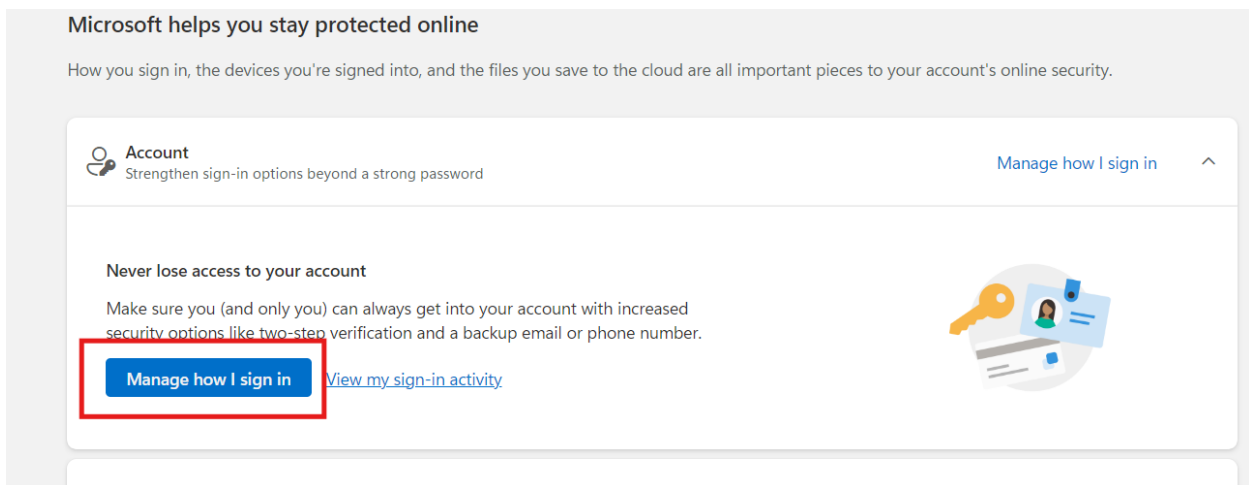 Microsoft helps you stay protected online
How you sign in, the devices you're signed into, and the files you save to the cloud are all important pieces to your account's online security.
Account
Strengthen sign-in options beyond a strong password
Manage how I sign in
Never lose access to your account
Make sure you (and only you) can always get into your account with increased
security options like two-step verification and a backup email or phone number.
Manage how I sign in
View my sign-in activity